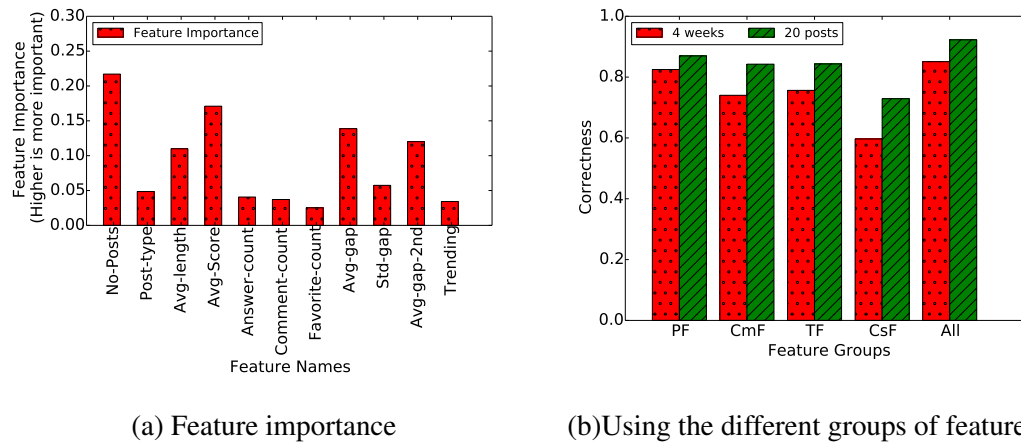 0.30
0.25
0.20
0.15
0.10
0.05
0.00
Feature Importance
(Higher is more important)
Feature Importance
No-Posts
Post-type
Avg-length
Avg-Score
Answer-count
Comment-count
Favorite-count
Avg-gap
Std-gap
Avg-gap-2nd
Trending
Feature Names
(a) Feature importance
1.0
0.8
0.6
0.4
0.2
0.0
Correctness
4 weeks 20 posts
PF CmF TF CsF All
Feature Groups
(b)Using the different groups of feature